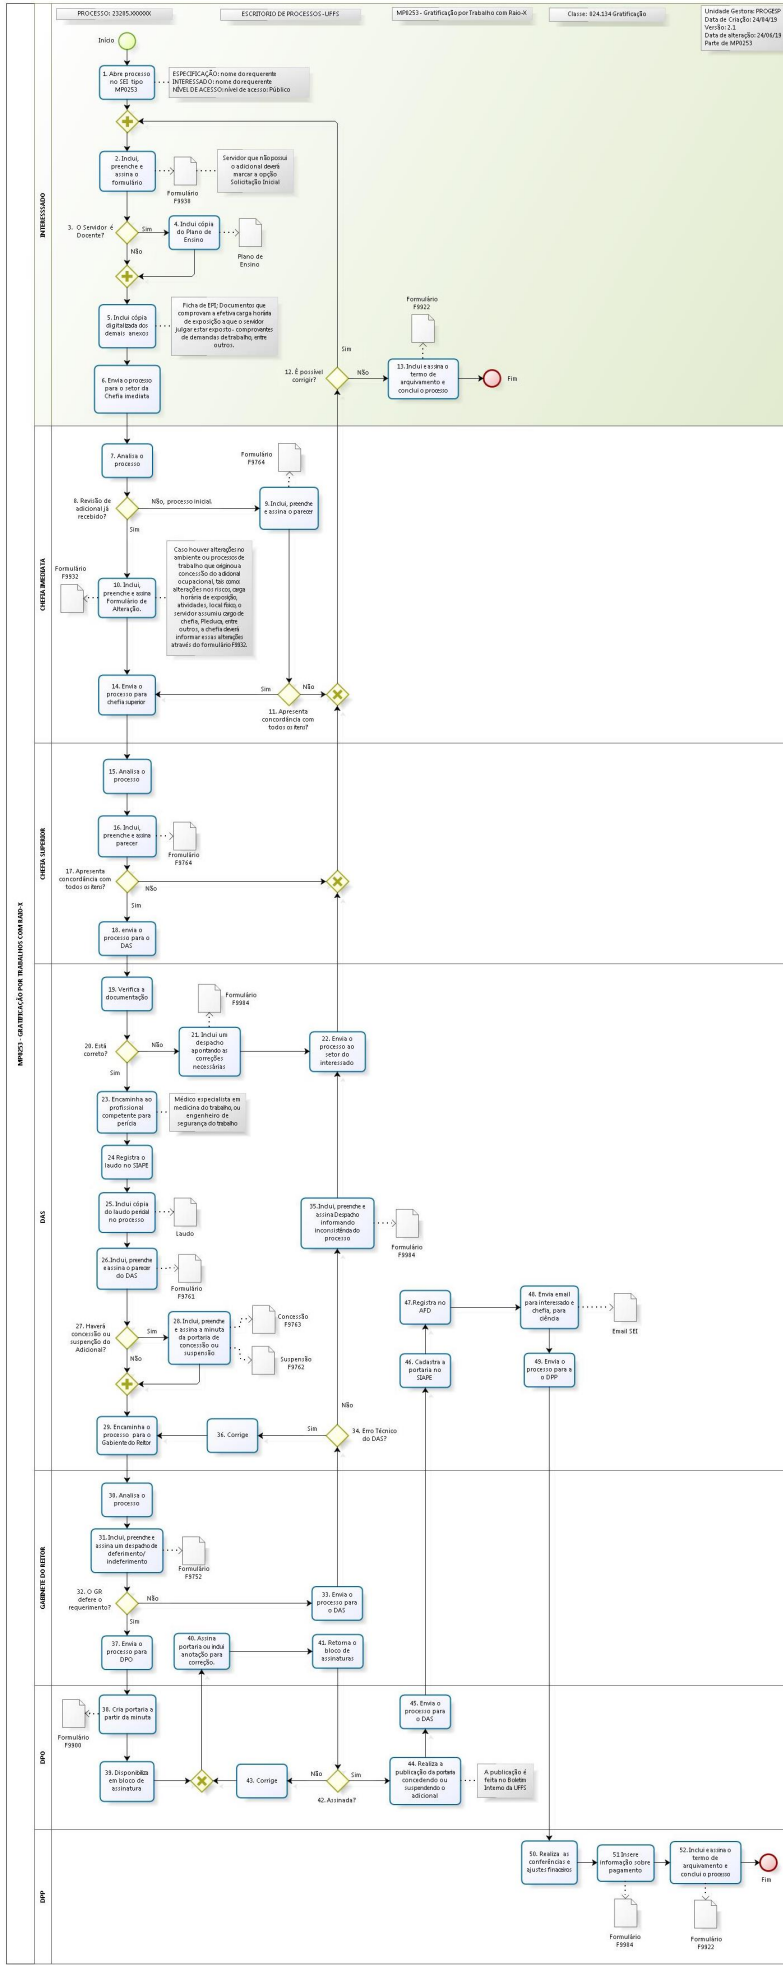 PROCESSO: 23205.XXXXXX
ESCRITORIO DE PROCESSOS-UFFS
MP0253 - Gratificação por Trabalho com Raio-X
Classe: 024.134 Gratificação
Unidade Gestora: PROGESP
Data de Criação: 24/04/19
Versão: 2.1
Data de alteração: 24/06/19
Parte de MP0253
MP0253 - GRATIFICAÇÃO POR TRABALHOS COM RAIO-X
INTERESSSADO
Início
1. Abre processo
no SEI tipo
MP0253
ESPECIFICAÇÃO: nome do requerente
INTERESSADO: nome do requerente
NÍVEL DE ACESSO: nível de acesso: Público
2. Inclui,
preenche e
assina o
formulário
Formulário
F9930
Servidor que não possui
o adicional deverá
marcar a opção
Solicitação Inicial
3. O Servidor é
Docente?
Sim
Não
4. Inclui cópia
do Plano de
Ensino
Plano de
Ensino
5. Inclui cópia
digitalizada dos
demais anexos
Ficha de EPI; Documentos que
comprovam a efetiva carga horária
de exposição a que o servidor
julgar estar exposto - comprovantes
de demandas de trabalho, entre
outros.
6. Envia o processo
para o setor da
Chefia imediata
Sim
12. É possível
corrigir?
Não
Formulário
F9922
13. Inclui e assina o
termo de
arquivamento e
conclui o processo
Fim
CHEFIA IMEDIATA
7. Analisa o
processo
8. Revisão de
adicional já
recebido?
Não, processo inicial.
Sim
Formulário
F9764
9. Inclui, preenche
e assina o parecer
Formulário
F9932
10. Inclui,
preenche e assina
Formulário de
Alteração.
Caso houver alterações no
ambiente ou processos de
trabalho que originou a
concessão do adicional
ocupacional, tais como:
alterações nos riscos, carga
horária de exposição,
atividades, local físico, o
servidor assumiu cargo de
chefia, Pleduca, entre
outros, a chefia deverá
informar essas alterações
através do formulário F9932.
14. Envia o
processo para
chefia superior
Sim
Não
11. Apresenta
concordância com
todos os itens?
CHEFIA SUPERIOR
15. Analisa o
processo
16. Inclui,
preenche e assina
parecer
Fromulário
F9764
17. Apresenta
concordância com
todos os itens?
Não
Sim
18. envia o
processo para o
DAS
DAS
19. Verifica a
documentação
20. Está
correto?
Não
Sim
Formulário
F9984
21. Inclui um
despacho
apontando as
correções
necessárias
22. Envia o
processo ao
setor do
interessado
23. Encaminha ao
profissional
competente para
perícia
Médico especialista em
medicina do trabalho, ou
engenheiro de
segurança do trabalho
24 Registra o
laudo no SIAPE
25. Inclui cópia
do laudo pericial
no processo
Laudo
26.Inclui, preenche
e assina o parecer
do DAS
Formulário
F9761
27. Haverá
concessão ou
suspenção do
Adicional?
Sim
Não
28. Inclui, preenche
e assina a minuta
da portaria de
concessão ou
suspensão
Concessão
F9763
Suspensão
F9762
29. Encaminha o
processo para o
Gabiente do Reitor
36. Corrige
Sim
34. Erro Técnico
do DAS?
Não
35.Inclui, preenche e
assina Despacho
informando
inconsistência do
processo
Formulário
F9984
47.Registra no
AFD
46. Cadastra a
portaria no
SIAPE
48. Envia email
para interessado e
chefia, para
ciência
Email SEI
49. Envia o
processo para a
o DPP
GABINETE DO REITOR
30. Analisa o
processo
31.Inclui, preenche e
assina um despacho de
deferimento/
indeferimento
Formulário
F9752
32. O GR
defere o
requerimento?
Não
Sim
33. Envia o
processo para
o DAS
37. Envia o
processo para
DPO
40. Assina
portaria ou indui
anotação para
correção.
41. Retorna o
bloco de
assinaturas
DPO
38. Cria portaria a
partir da minuta
Formulário
F9900
39. Disponibiliza
em bloco de
assinatura
43. Corrige
Não
Sim
42. Assinada?
45. Envia o
processo para
o DAS
44. Realiza a
publicação da portaria
concedendo ou
suspendendo o
adicional
A publicação é
feita no Boletim
Interno da UFFS
DPP
50. Realiza as
conferências e
ajustes finaceiros
51.Insere
informação sobre
pagamento
52.Inclui e assina o
termo de
arquivamento e
conclui o processo
Fim
Formulário
F9984
Formulário
F9822